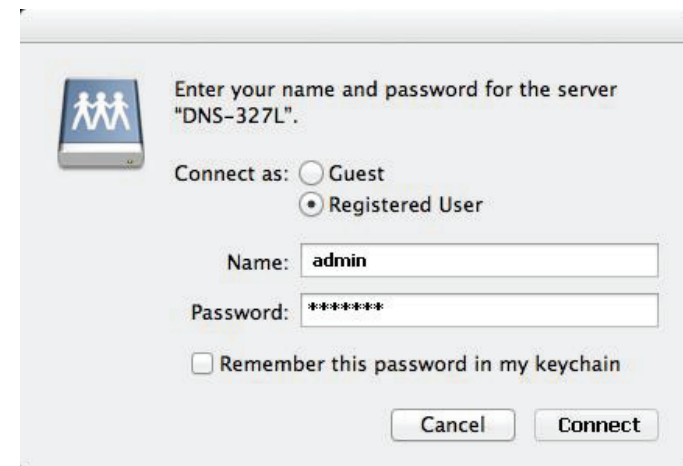 Enter your name and password for the server
"DNS-327L".
Connect as: Guest
Registered User
Name: admin
Password: *******
Remember this password in my keychain
Cancel Connect